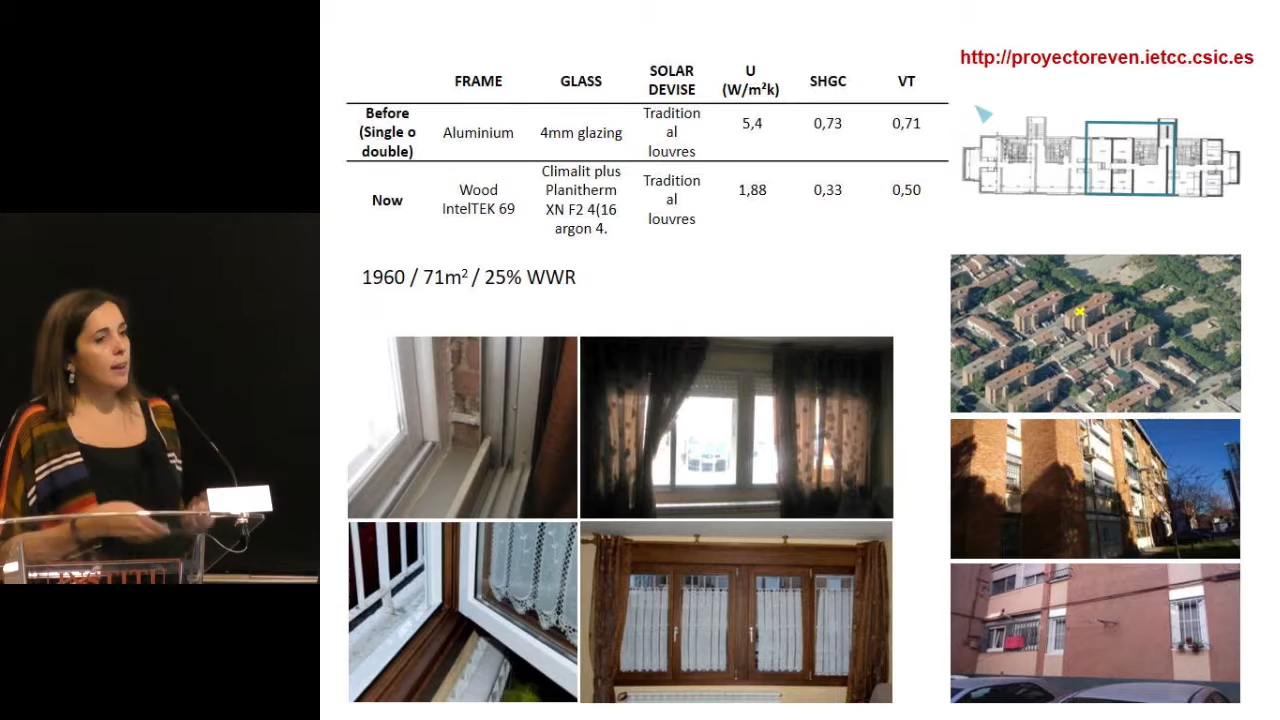 http://proyectoreven.ietcc.csic.es
FRAME GLASS SOLAR DEVISE U (W/m²k) SHGC VT
Before (Single o double) Aluminium 4mm glazing Tradition al louvres 5,4 0,73 0,71
Now Wood IntelTEK 69 Climalit plus Planitherm XN F2 4(16 argon 4. Tradition al louvres 1,88 0,33 0,50
1960 / 71m² / 25% WWR